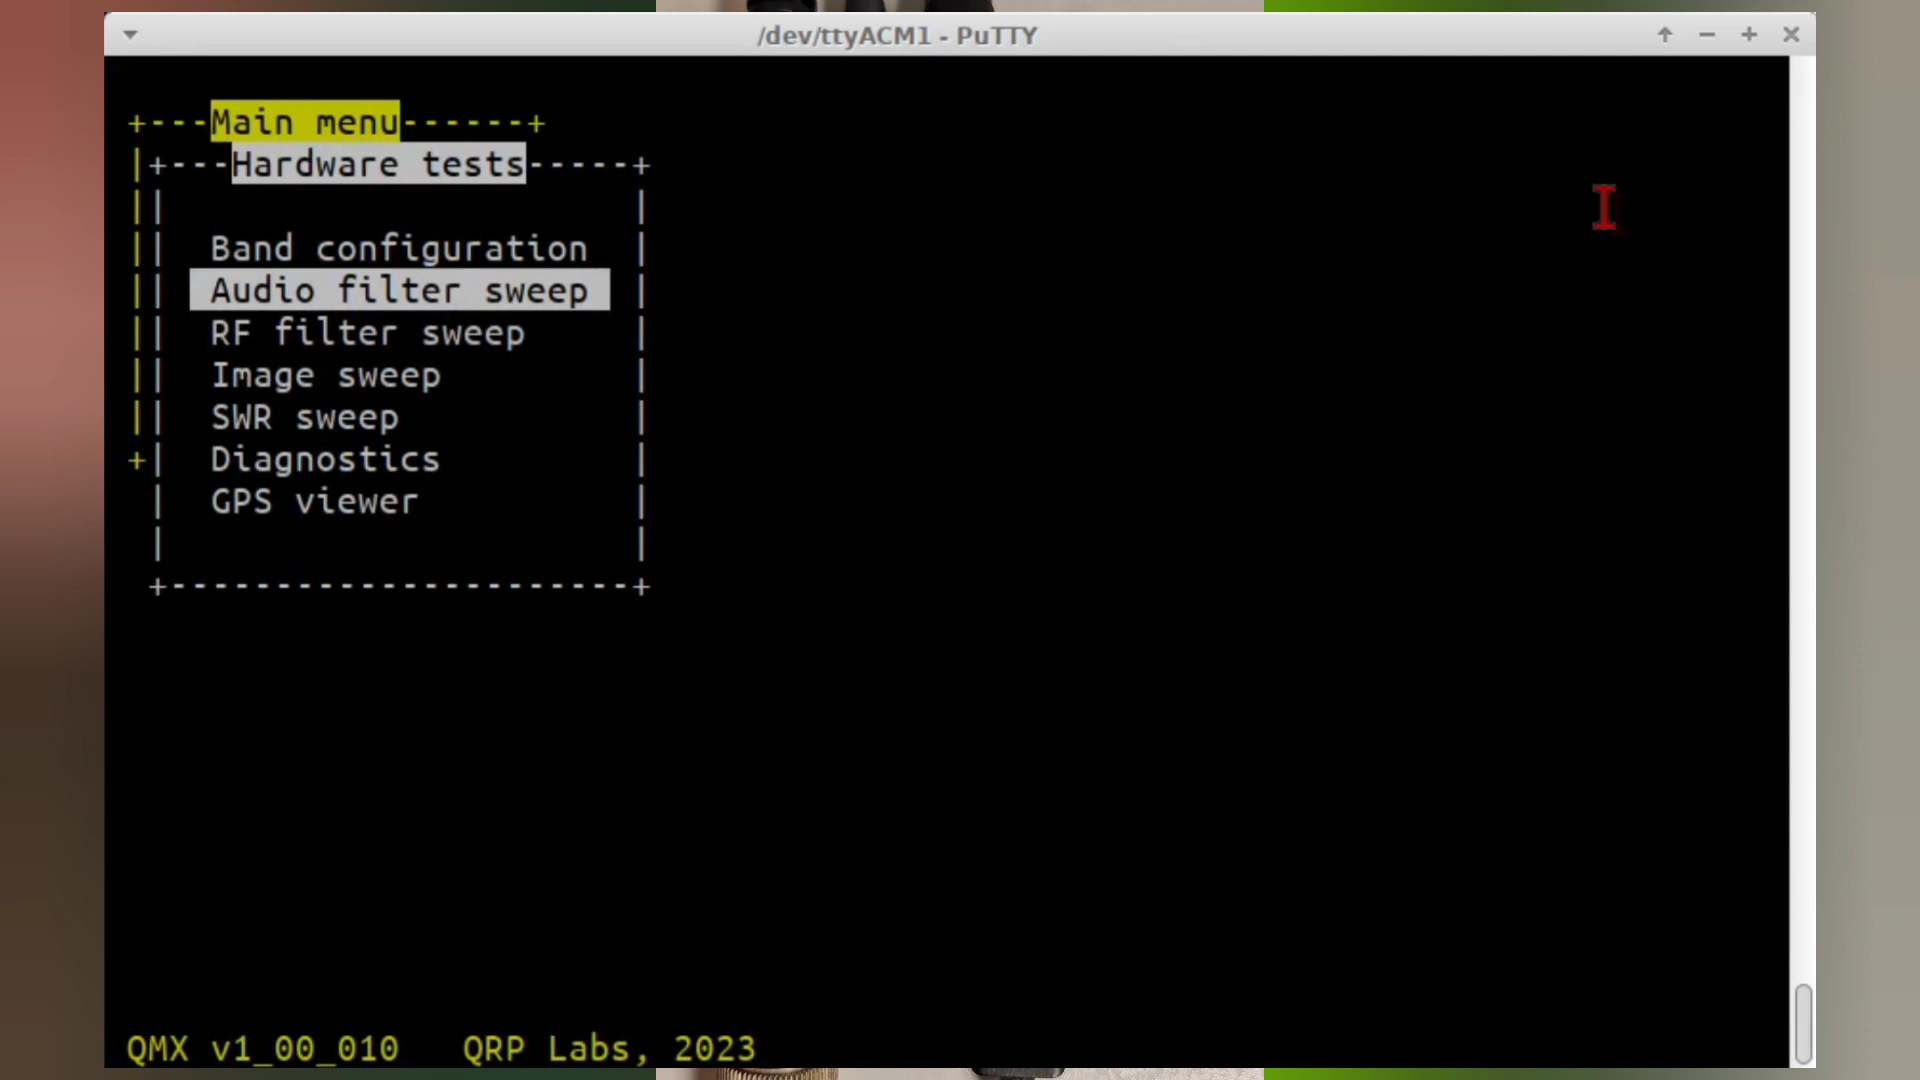 /dev/ttyACM1 - PuTTY
+---Main menu------+
|+---Hardware tests-----+
|| |
|| Band configuration |
|| Audio filter sweep |
|| RF filter sweep |
|| Image sweep |
|| SWR sweep |
+| Diagnostics |
| GPS viewer |
| |
+----------------------+
QMX v1_00_010 QRP Labs, 2023